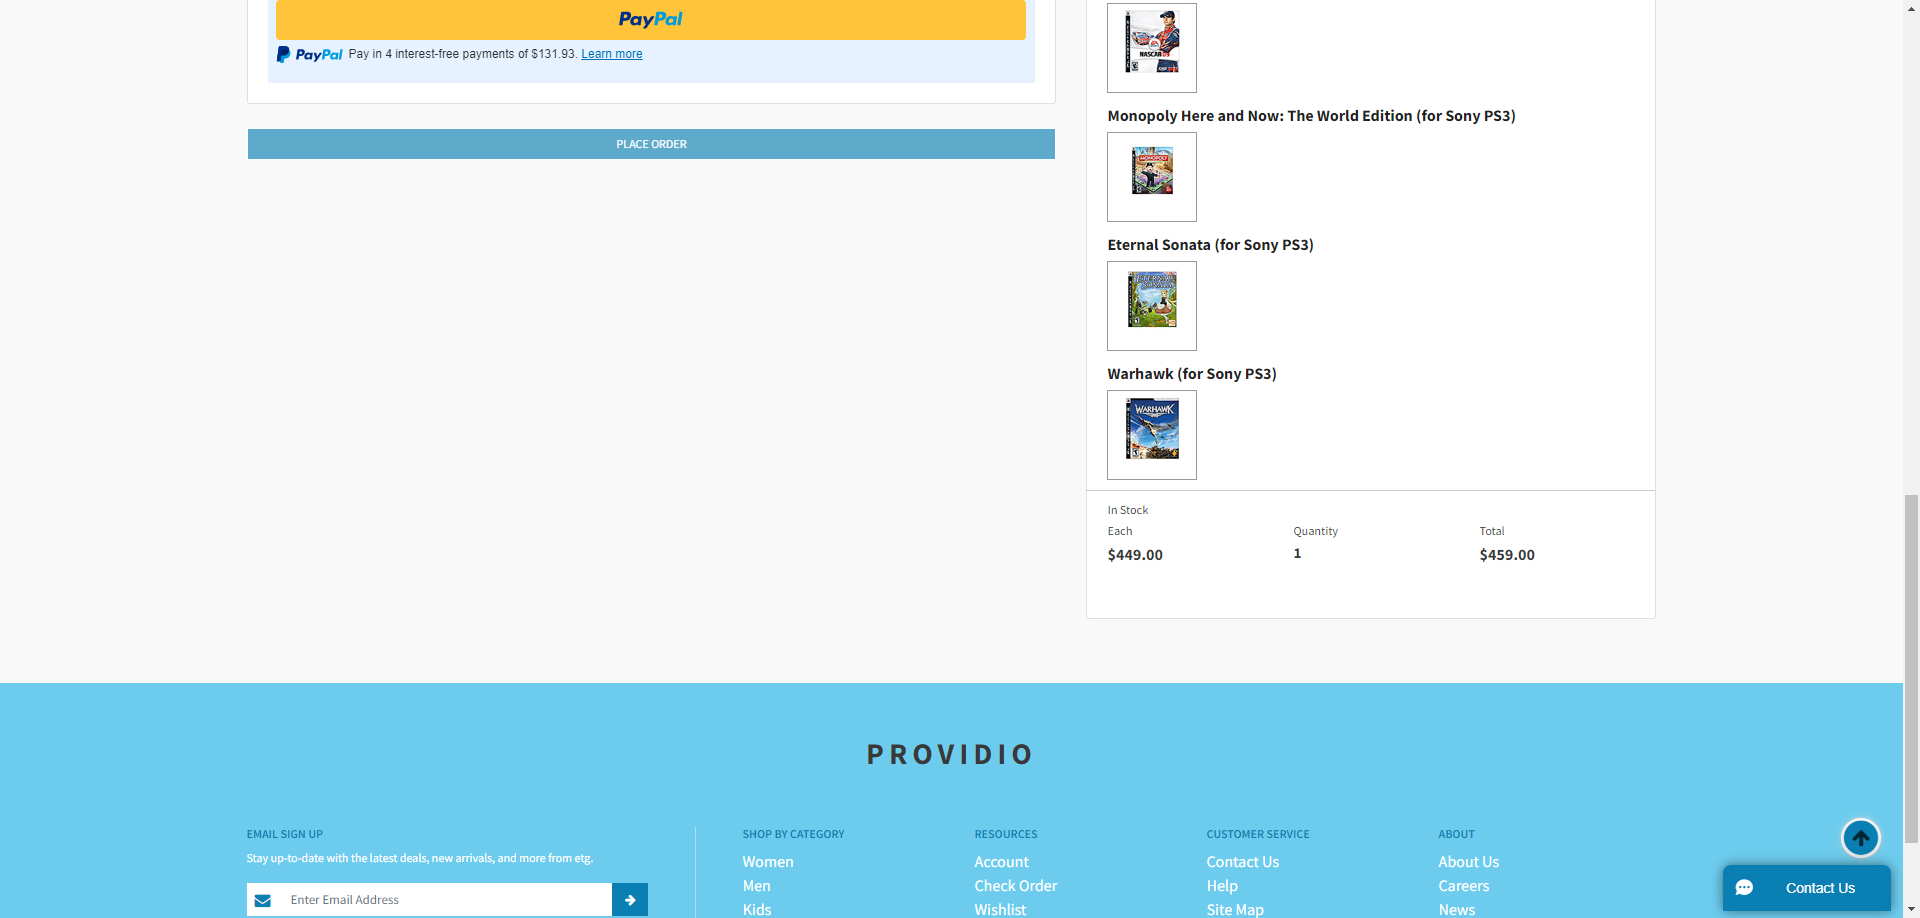 PayPal
PayPal Pay in 4 interest-free payments of $131.93. Learn more
PLACE ORDER
NASCAR 09
Monopoly Here and Now: The World Edition (for Sony PS3)
MONOPOLY
Eternal Sonata (for Sony PS3)
ETERNAL
SONATA
Warhawk (for Sony PS3)
WARHAWK
In Stock
Each Quantity Total
$449.00 1 $459.00
PROVIDIO
EMAIL SIGN UP
Stay up-to-date with the latest deals, new arrivals, and more from etg.
Enter Email Address
SHOP BY CATEGORY
Women
Men
Kids
RESOURCES
Account
Check Order
Wishlist
CUSTOMER SERVICE
Contact Us
Help
Site Map
ABOUT
About Us
Careers
News
Contact Us